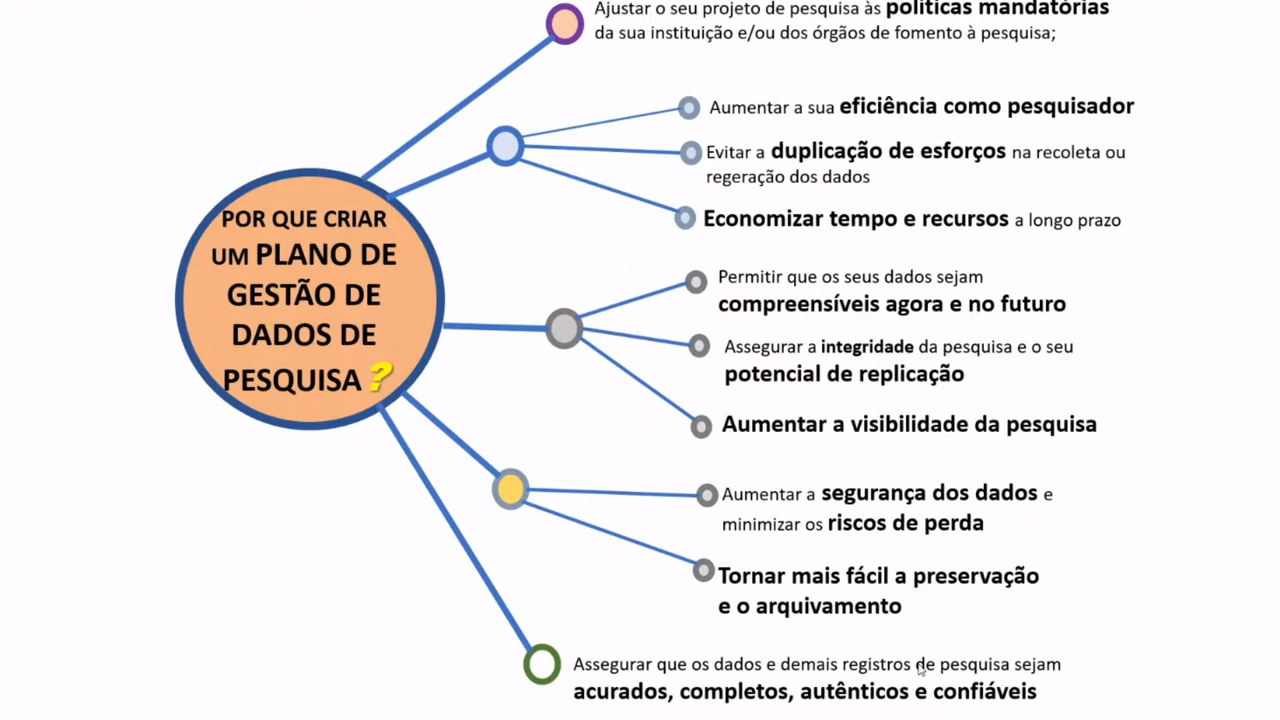 Ajustar o seu projeto de pesquisa às políticas mandatórias
da sua instituição e/ou dos órgãos de fomento à pesquisa;
Aumentar a sua eficiência como pesquisador
Evitar a duplicação de esforços na recoleta ou
regeração dos dados
Economizar tempo e recursos a longo prazo
POR QUE CRIAR
UM PLANO DE
GESTÃO DE
DADOS DE
PESQUISA ?
Permitir que os seus dados sejam
compreensíveis agora e no futuro
Assegurar a integridade da pesquisa e o seu
potencial de replicação
Aumentar a visibilidade da pesquisa
Aumentar a segurança dos dados e
minimizar os riscos de perda
Tornar mais fácil a preservação
e o arquivamento
Assegurar que os dados e demais registros de pesquisa sejam
acurados, completos, autênticos e confiáveis